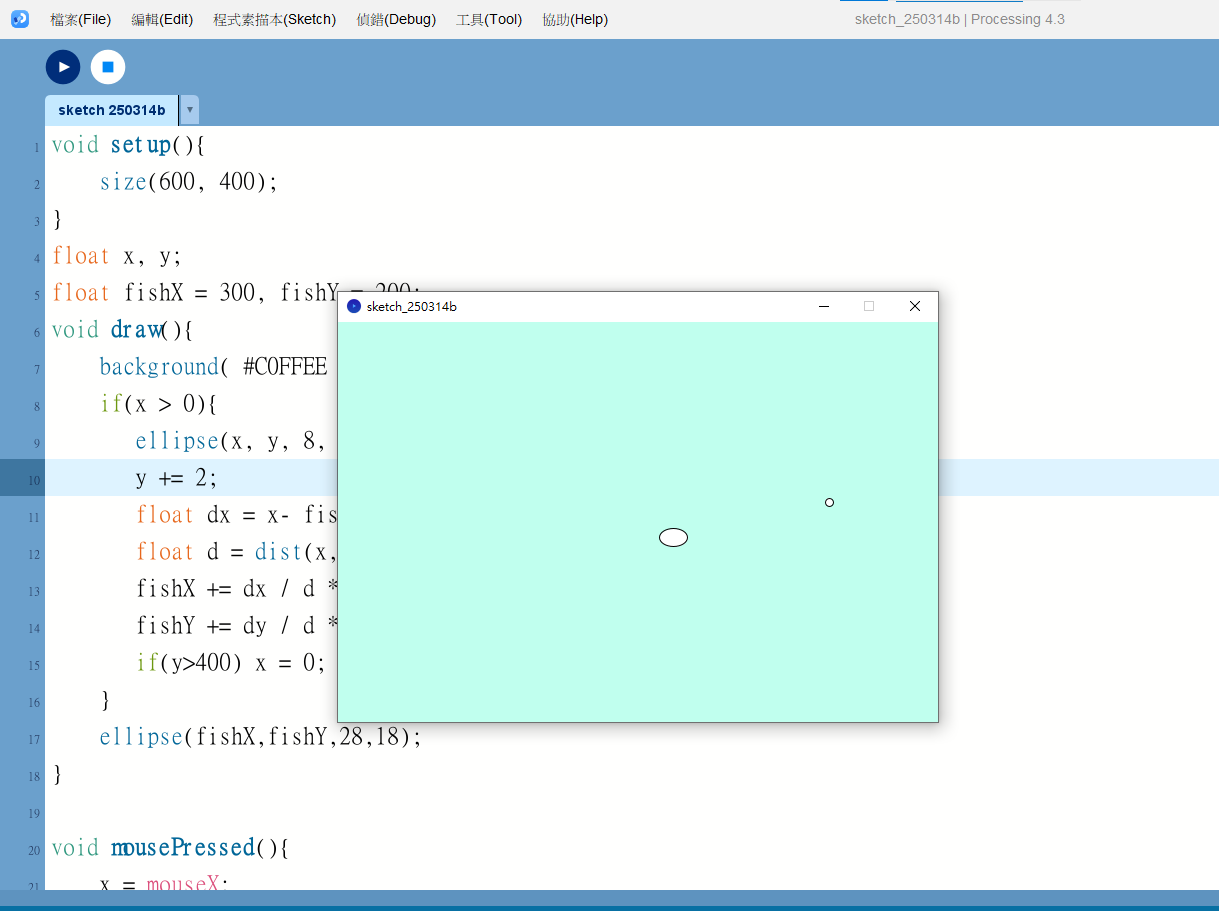 檔案(File) 編輯(Edit) 程式素描本(Sketch) 偵錯(Debug) 工具(Tool) 協助(Help) sketch_250314b | Processing 4.3
sketch 250314b ▼
1 void setup(){
2 size(600, 400);
3 }
4 float x, y;
5 float fishX = 300, fishY = 200;
sketch_250314b
6 void draw(){
7 background( #C0FFEE
8 if(x > 0){
9 ellipse(x, y, 8,
10 y += 2;
11 float dx = x- fis
12 float d = dist(x,
13 fishX += dx / d *
14 fishY += dy / d *
15 if(y>400) x = 0;
16 }
17 ellipse(fishX,fishY,28,18);
18 }
19
20 void mousePressed(){
21 x = mouseX;